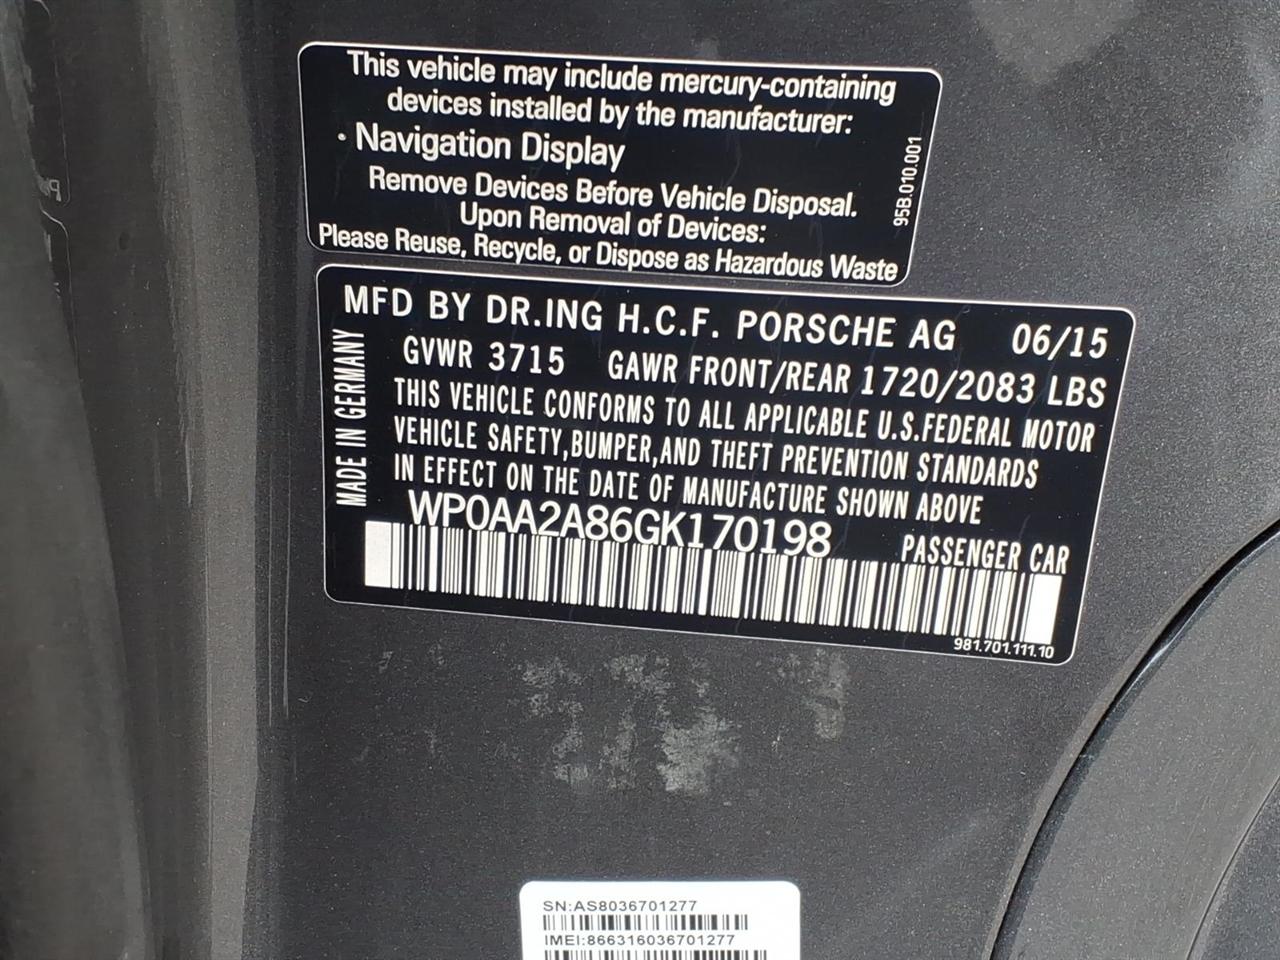 This vehicle may include mercury-containing
devices installed by the manufacturer:
· Navigation Display
Remove Devices Before Vehicle Disposal.
Upon Removal of Devices:
Please Reuse, Recycle, or Dispose as Hazardous Waste
95B.010.001
MFD BY DR.ING H.C.F. PORSCHE AG 06/15
GVWR 3715 GAWR FRONT/REAR 1720/2083 LBS
THIS VEHICLE CONFORMS TO ALL APPLICABLE U.S.FEDERAL MOTOR
VEHICLE SAFETY,BUMPER,AND THEFT PREVENTION STANDARDS
IN EFFECT ON THE DATE OF MANUFACTURE SHOWN ABOVE
MADE IN GERMANY
WP0AA2A86GK170198 PASSENGER CAR
981.701.111.10
SN:AS8036701277
IMEI:866316036701277